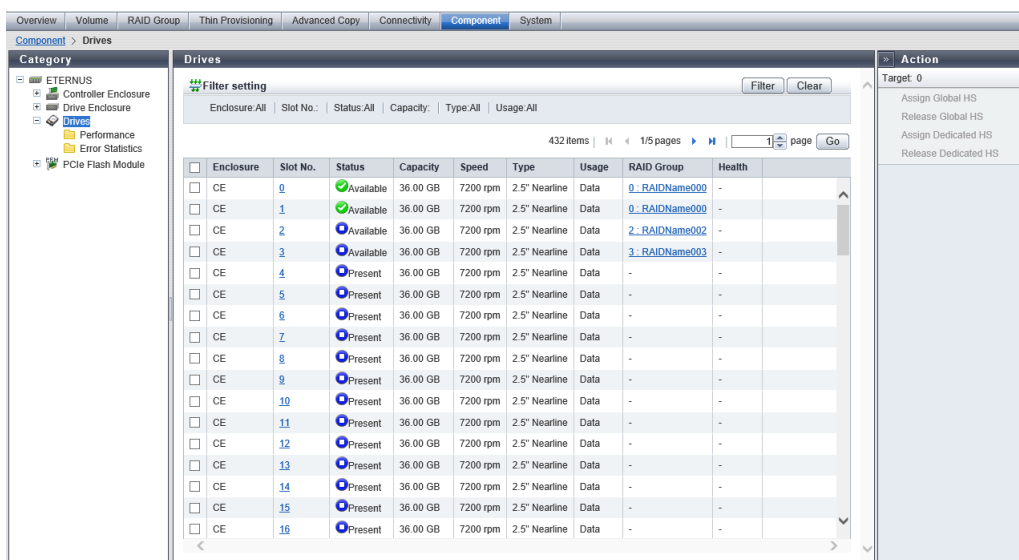 Overview Volume RAID Group Thin Provisioning Advanced Copy Connectivity Component System
Component > Drives
Category
ETERNUS
Controller Enclosure
Drive Enclosure
Drives
Performance
Error Statistics
PCIe Flash Module
Drives
Filter setting Filter Clear
Enclosure:All | Slot No.: | Status:All | Capacity: | Type:All | Usage:All
432 items | 1/5 pages | 1 page Go
Enclosure Slot No. Status Capacity Speed Type Usage RAID Group Health
CE 0 Available 36.00 GB 7200 rpm 2.5" Nearline Data 0 : RAIDName000 -
CE 1 Available 36.00 GB 7200 rpm 2.5" Nearline Data 0 : RAIDName000 -
CE 2 Available 36.00 GB 7200 rpm 2.5" Nearline Data 2 : RAIDName002 -
CE 3 Available 36.00 GB 7200 rpm 2.5" Nearline Data 3 : RAIDName003 -
CE 4 Present 36.00 GB 7200 rpm 2.5" Nearline Data - -
CE 5 Present 36.00 GB 7200 rpm 2.5" Nearline Data - -
CE 6 Present 36.00 GB 7200 rpm 2.5" Nearline Data - -
CE 7 Present 36.00 GB 7200 rpm 2.5" Nearline Data - -
CE 8 Present 36.00 GB 7200 rpm 2.5" Nearline Data - -
CE 9 Present 36.00 GB 7200 rpm 2.5" Nearline Data - -
CE 10 Present 36.00 GB 7200 rpm 2.5" Nearline Data - -
CE 11 Present 36.00 GB 7200 rpm 2.5" Nearline Data - -
CE 12 Present 36.00 GB 7200 rpm 2.5" Nearline Data - -
CE 13 Present 36.00 GB 7200 rpm 2.5" Nearline Data - -
CE 14 Present 36.00 GB 7200 rpm 2.5" Nearline Data - -
CE 15 Present 36.00 GB 7200 rpm 2.5" Nearline Data - -
CE 16 Present 36.00 GB 7200 rpm 2.5" Nearline Data - -
» Action
Target: 0
Assign Global HS
Release Global HS
Assign Dedicated HS
Release Dedicated HS